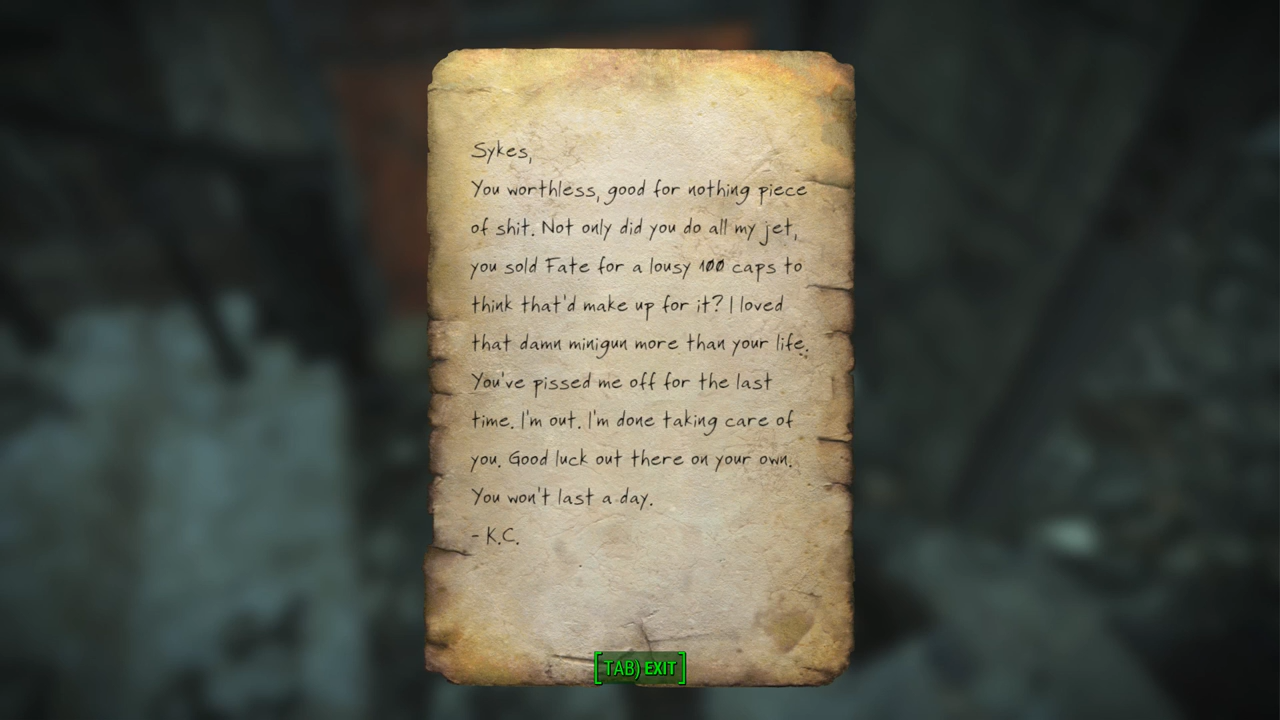 Sykes,
You worthless, good for nothing piece
of shit. Not only did you do all my jet,
you sold Fate for a lousy 100 caps to
think that'd make up for it? I loved
that damn minigun more than your life.
You've pissed me off for the last
time. I'm out. I'm done taking care of
you. Good luck out there on your own.
You won't last a day.
- K.C.
[TAB) EXIT]